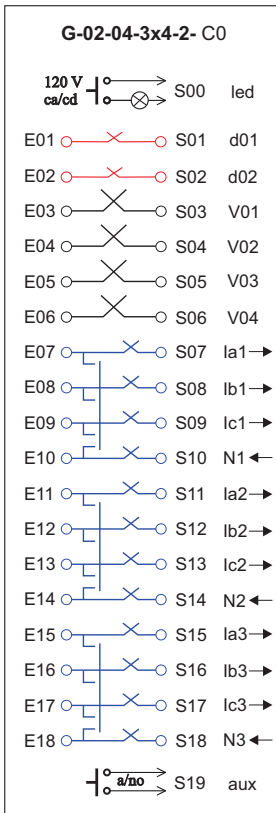 G-02-04-3x4-2- C0
120 V
ca/cd S00 led
E01 S01 d01
E02 S02 d02
E03 S03 V01
E04 S04 V02
E05 S05 V03
E06 S06 V04
E07 S07 Ia1
E08 S08 Ib1
E09 S09 Ic1
E10 S10 N1
E11 S11 Ia2
E12 S12 Ib2
E13 S13 Ic2
E14 S14 N2
E15 S15 Ia3
E16 S16 Ib3
E17 S17 Ic3
E18 S18 N3
a/no S19 aux